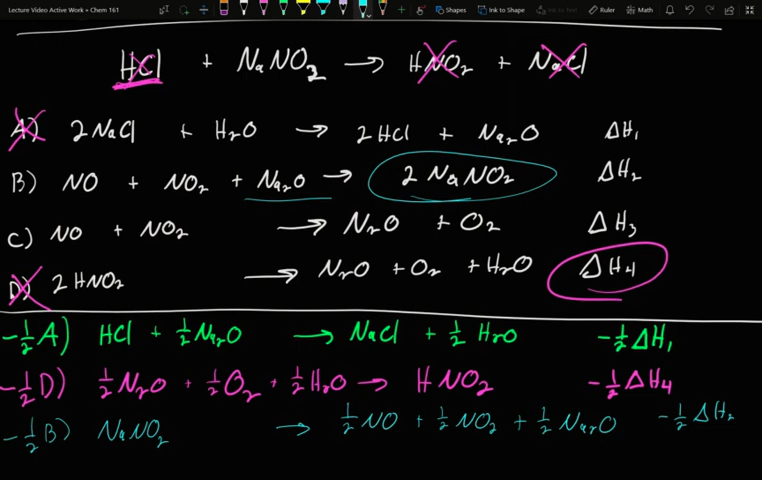 Lecture Video Active Work • Chem 161
Shapes Ink to Shape Ink to Text Ruler Math
HCl + NaNO₂ → HNO₂ + NaCl
A) 2NaCl + H₂O → 2HCl + Na₂O ΔH₁
B) NO + NO₂ + Na₂O → 2NaNO₂ ΔH₂
C) NO + NO₂ → N₂O + O₂ ΔH₃
D) 2HNO₂ → N₂O + O₂ + H₂O ΔH₄
-½A) HCl + ½Na₂O → NaCl + ½H₂O -½ΔH₁
-½D) ½N₂O + ½O₂ + ½H₂O → HNO₂ -½ΔH₄
-½B) NaNO₂ → ½NO + ½NO₂ + ½Na₂O -½ΔH₂